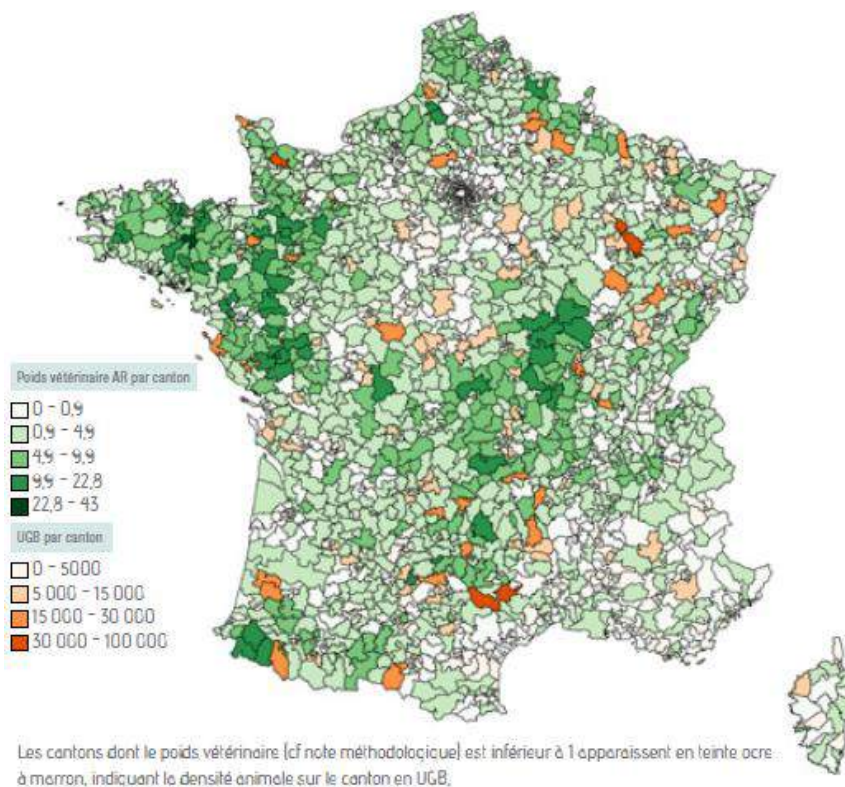 Poids vétérinaire AR par canton
0 - 0,9
0,9 - 4,9
4,9 - 9,9
9,9 - 22,8
22,8 - 43
UGB par canton
0 - 5000
5 000 - 15 000
15 000 - 30 000
30 000 - 100 000
Les cantons dont le poids vétérinaire (cf note méthodologique) est inférieur à 1 apparaissent en teinte ocre
à marron, indiquant la densité animale sur le canton en UGB.